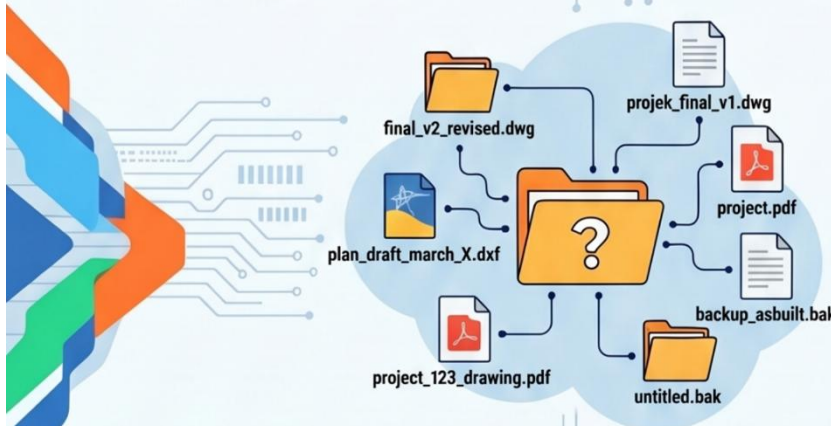 projek_final_v1.dwg
final_v2_revised.dwg
?
project.pdf
plan_draft_march_X.dxf
backup_asbuilt.bak
project_123_drawing.pdf
untitled.bak